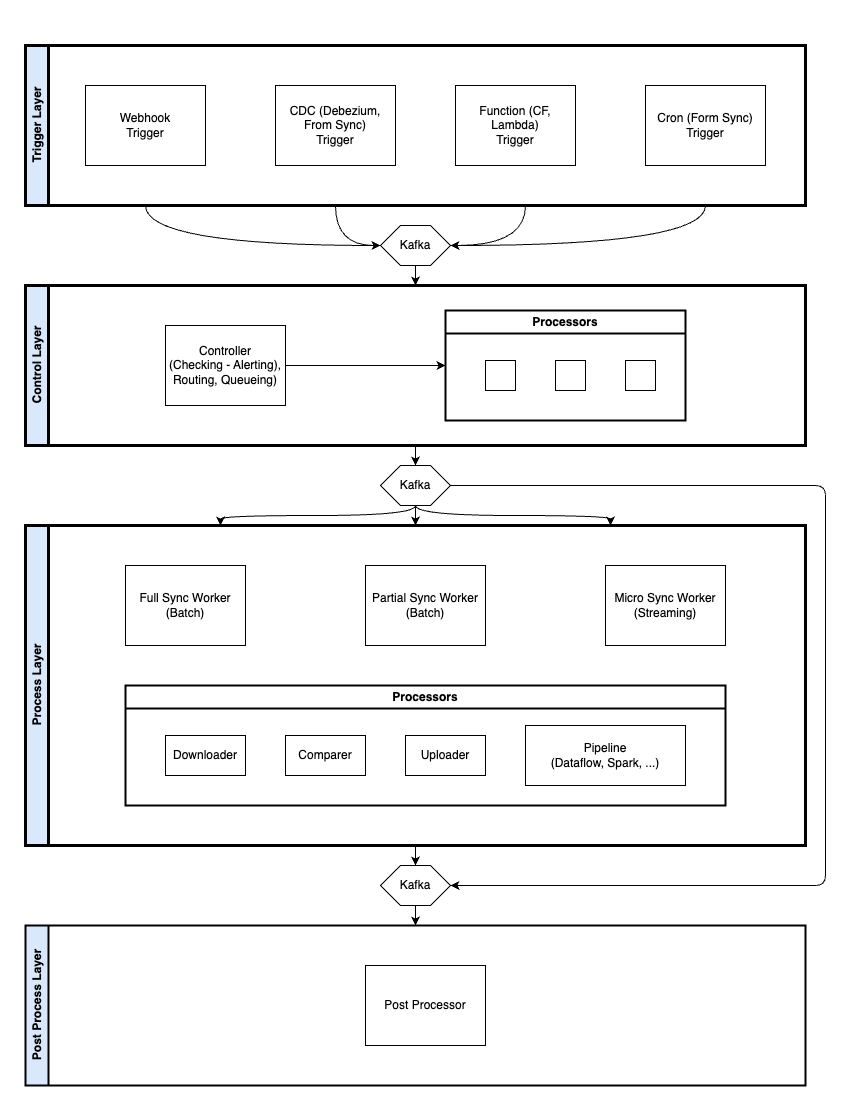 Trigger Layer
Webhook
Trigger
CDC (Debezium,
From Sync)
Trigger
Function (CF,
Lambda)
Trigger
Cron (Form Sync)
Trigger
Kafka
Control Layer
Controller
(Checking - Alerting),
Routing, Queueing)
Processors
Kafka
Process Layer
Full Sync Worker
(Batch)
Partial Sync Worker
(Batch)
Micro Sync Worker
(Streaming)
Processors
Downloader
Comparer
Uploader
Pipeline
(Dataflow, Spark, ...)
Kafka
Post Process Layer
Post Processor